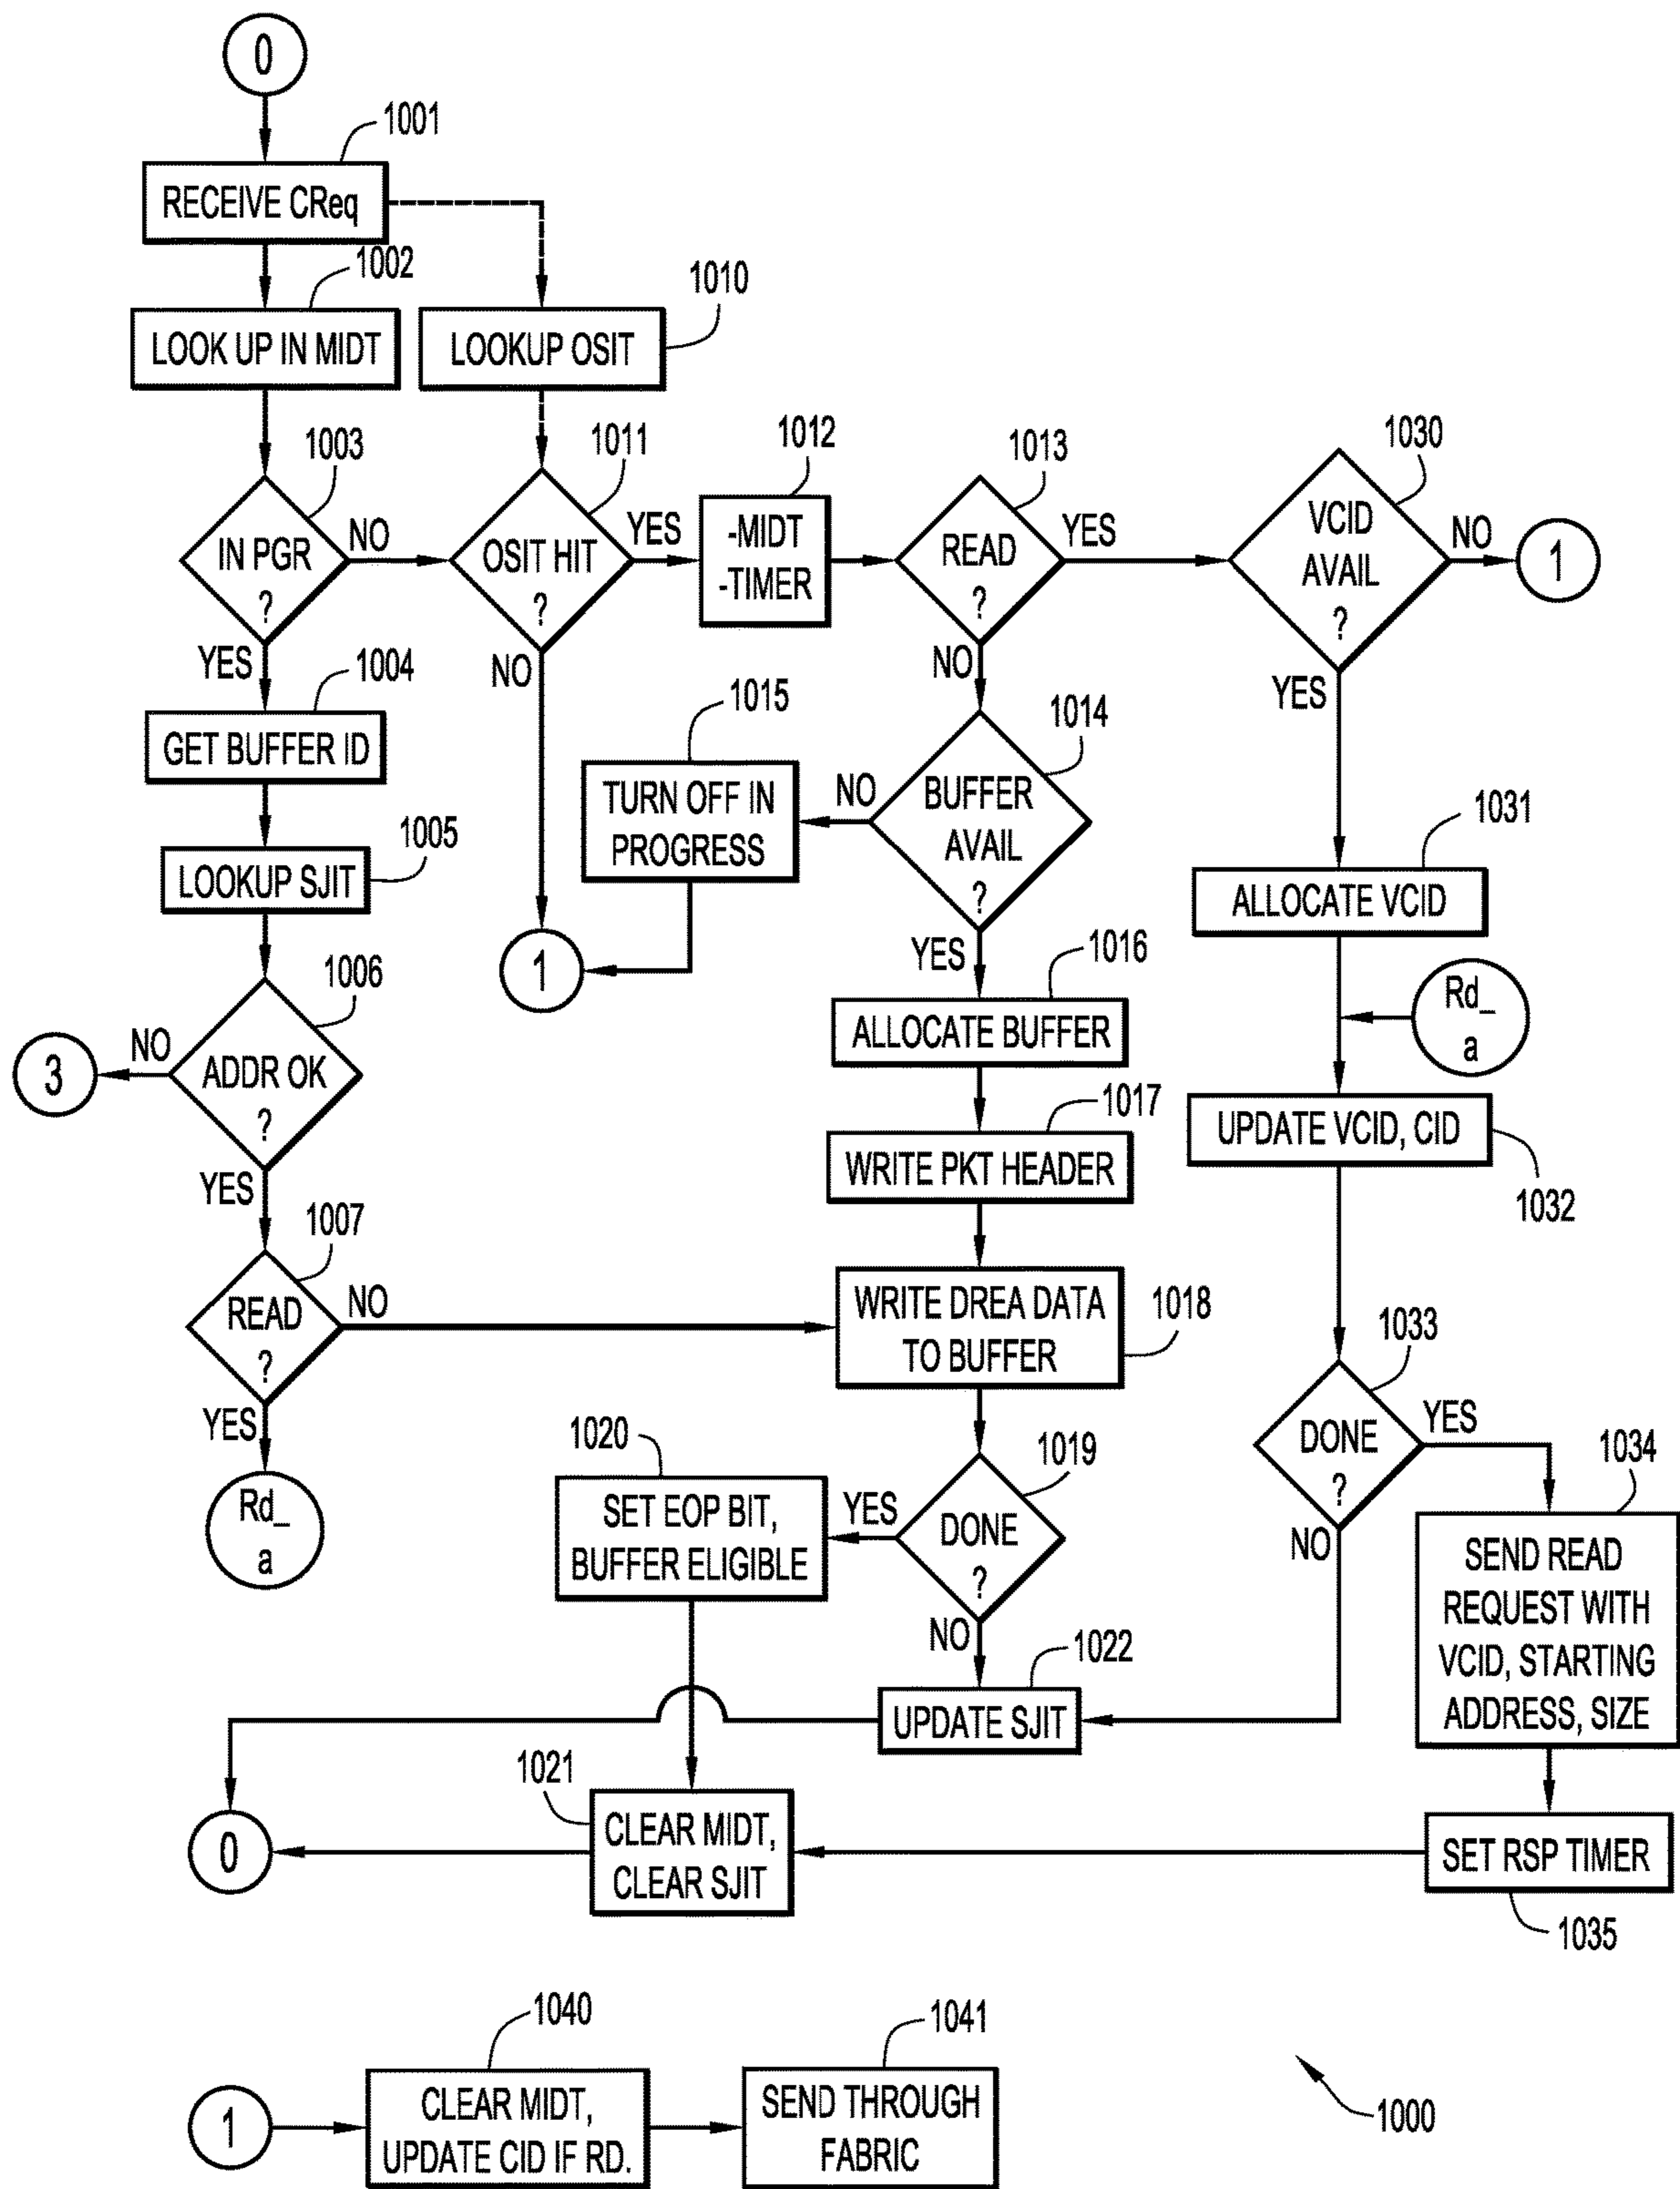 0
1001
RECEIVE CReq
1002
1010
LOOK UP IN MIDT
LOOKUP OSIT
1003
1011
1012
1013
1030
IN PGR
?
NO
YES
OSIT HIT
?
YES
NO
-MIDT
-TIMER
READ
?
YES
NO
VCID
AVAIL
?
NO
YES
1
1004
GET BUFFER ID
1015
TURN OFF IN
PROGRESS
1014
BUFFER
AVAIL
?
NO
YES
1005
LOOKUP SJIT
1031
ALLOCATE VCID
1
1006
ADDR OK
?
NO
YES
3
1016
ALLOCATE BUFFER
Rd_
a
1017
WRITE PKT HEADER
UPDATE VCID, CID
1032
1007
READ
?
NO
YES
WRITE DREA DATA
TO BUFFER
1018
1033
DONE
?
YES
NO
Rd_
a
1020
SET EOP BIT,
BUFFER ELIGIBLE
1019
DONE
?
YES
NO
1034
SEND READ
REQUEST WITH
VCID, STARTING
ADDRESS, SIZE
1022
UPDATE SJIT
1021
CLEAR MIDT,
CLEAR SJIT
0
SET RSP TIMER
1035
1
1040
CLEAR MIDT,
UPDATE CID IF RD.
1041
SEND THROUGH
FABRIC
1000